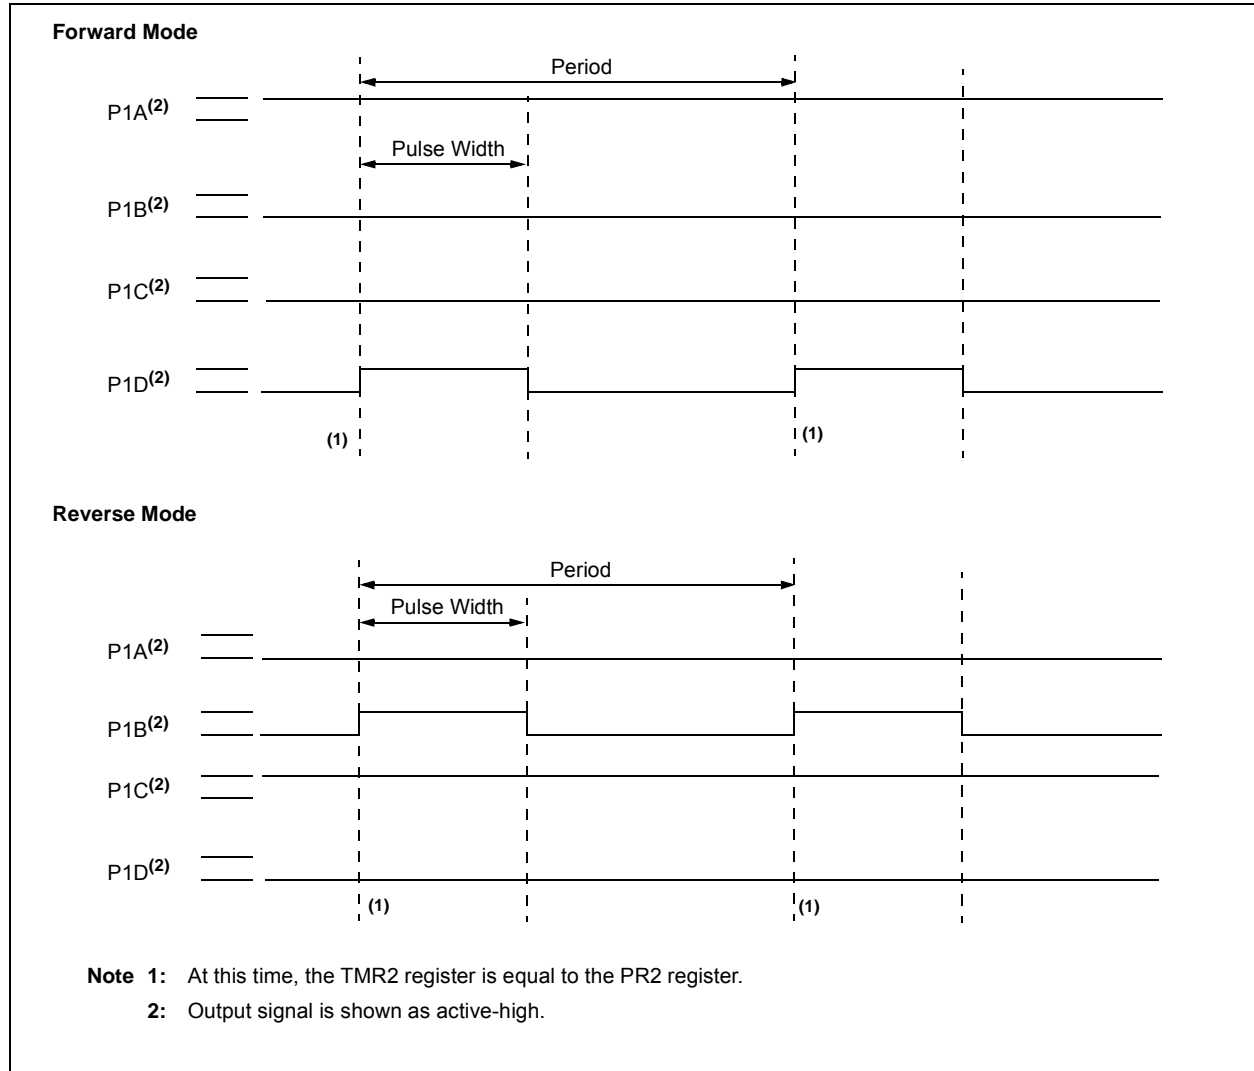 Forward Mode
Period
P1A(2)
Pulse Width
P1B(2)
P1C(2)
P1D(2)
(1)
(1)
Reverse Mode
Period
Pulse Width
P1A(2)
P1B(2)
P1C(2)
P1D(2)
(1)
(1)
Note 1: At this time, the TMR2 register is equal to the PR2 register.
2: Output signal is shown as active-high.